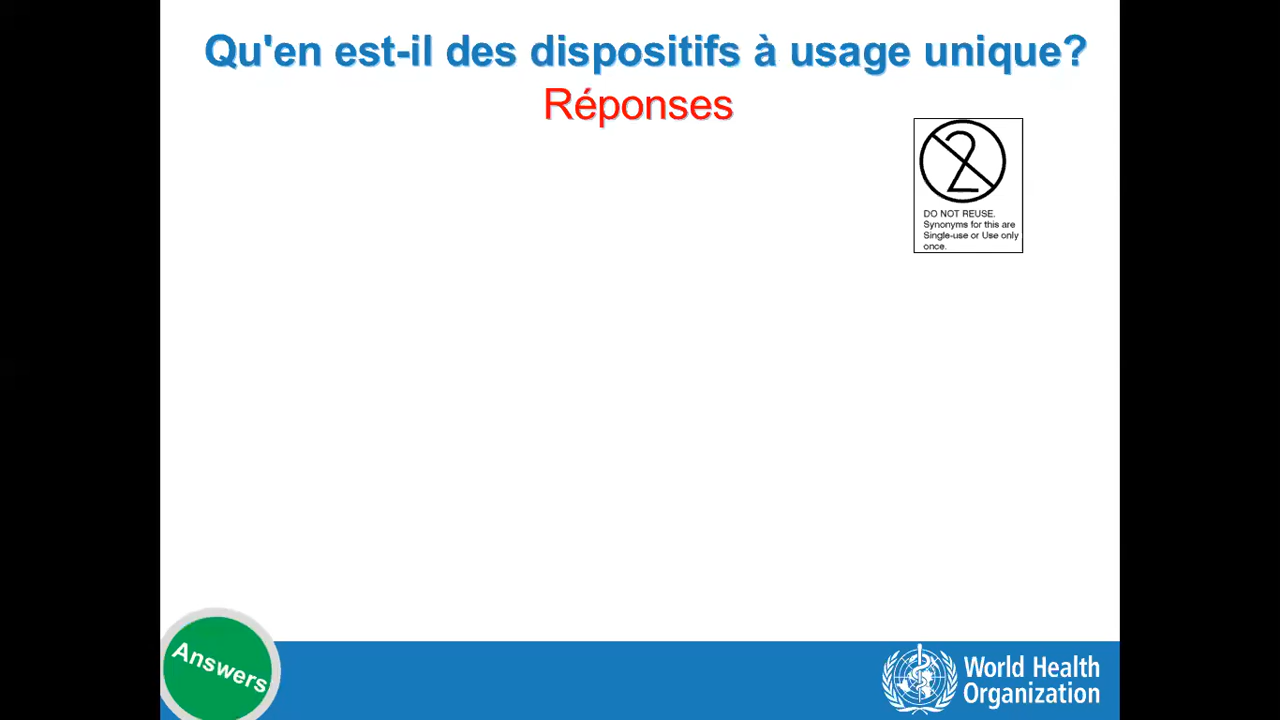 Qu'en est-il des dispositifs à usage unique?
Réponses
2
DO NOT REUSE.
Synonyms for this are
Single-use or Use only
once.
Answers
World Health
Organization